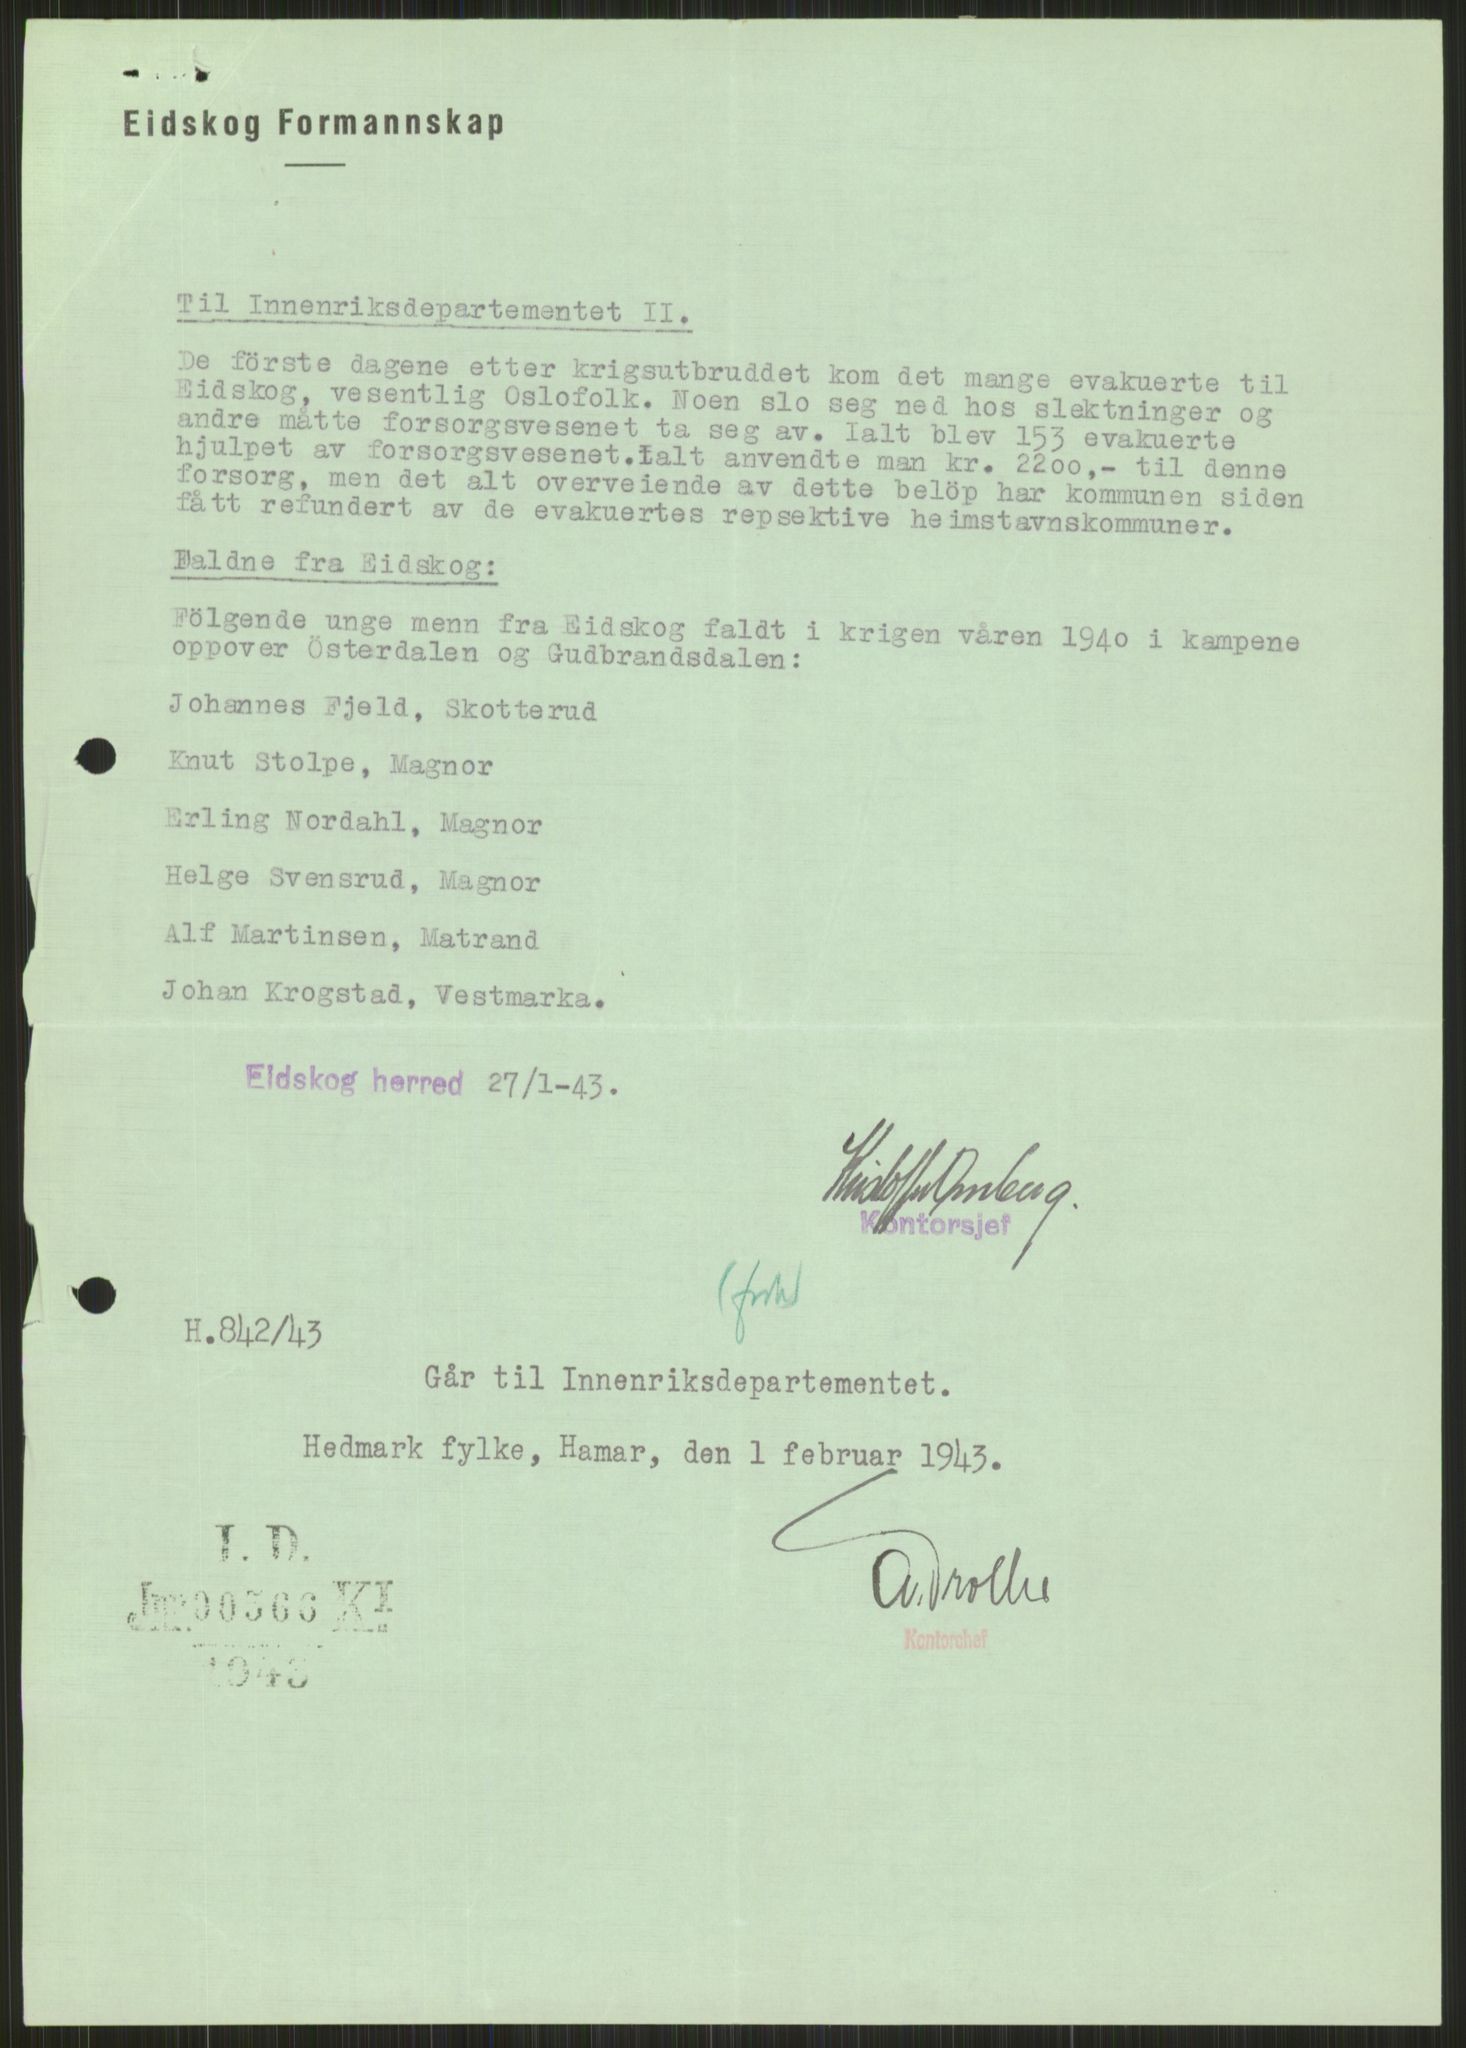 Eidskog Formannskap
Til Innenriksdepartementet II.
De förste dagene etter krigsutbruddet kom det mange evakuerte til
Eidskog, vesentlig Oslofolk. Noen slo seg ned hos slektninger og
andre måtte forsorgsvesenet ta seg av. Ialt blev 153 evakuerte
hjulpet av forsorgsvesenet.Ialt anvendte man kr. 2200,- til denne
forsorg, men det alt overveiende av dette belöp har kommunen siden
fått refundert av de evakuertes repsektive heimstavnskommuner.
Faldne fra Eidskog:
Fölgende unge menn fra Eidskog faldt i krigen våren 1940 i kampene
oppover Österdalen og Gudbrandsdalen:
Johannes Fjeld, Skotterud
Knut Stolpe, Magnor
Erling Nordahl, Magnor
Helge Svensrud, Magnor
Alf Martinsen, Matrand
Johan Krogstad, Vestmarka.
Eidskog herred 27/1-43.
Kontorsjef
H.842/43
Går til Innenriksdepartementet.
Hedmark fylke, Hamar, den 1 februar 1943.
I. D.
Jnr. 00566 KI
1943
Kontorchef